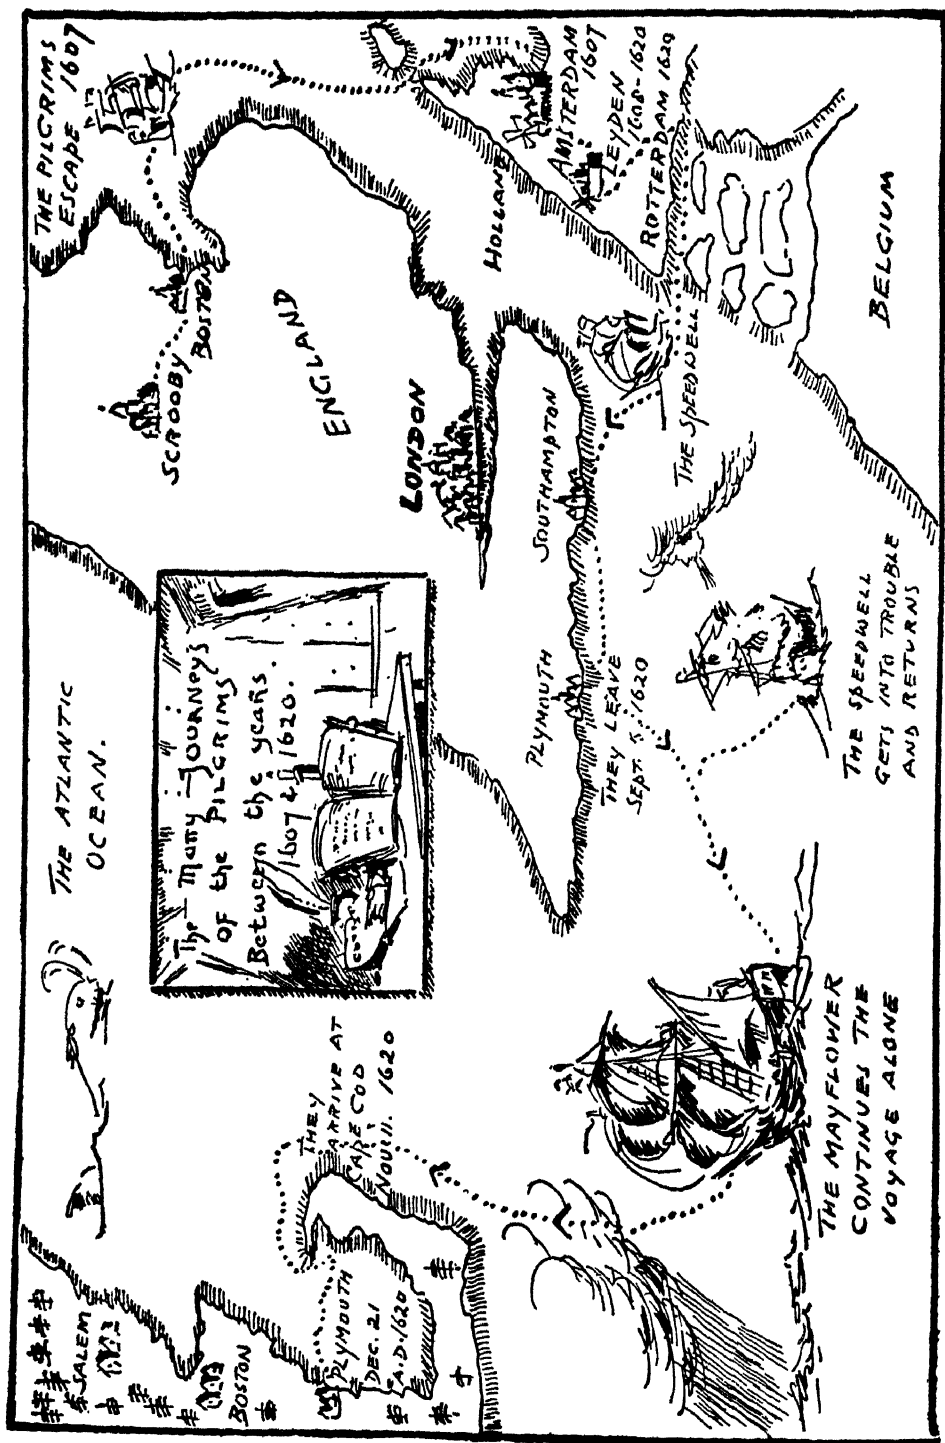 The Many Journeys
of the PILGRIMS
Between the years
1607 & 1620.
THE ATLANTIC
OCEAN.
THE PILGRIMS
ESCAPE 1607
SCROOBY
BOSTON
ENGLAND
LONDON
HOLLAND
AMSTERDAM
1607
LEYDEN
1608-1620
ROTTERDAM 1620
BELGIUM
THE SPEEDWELL
SOUTHAMPTON
PLYMOUTH
THEY LEAVE
SEPT. 5, 1620
THE SPEEDWELL
GETS INTO TROUBLE
AND RETURNS
THE MAYFLOWER
CONTINUES THE
VOYAGE ALONE
THEY
ARRIVE AT
CAPE COD
NOV. 11. 1620
SALEM
BOSTON
PLYMOUTH
DEC. 21
A.D. 1620